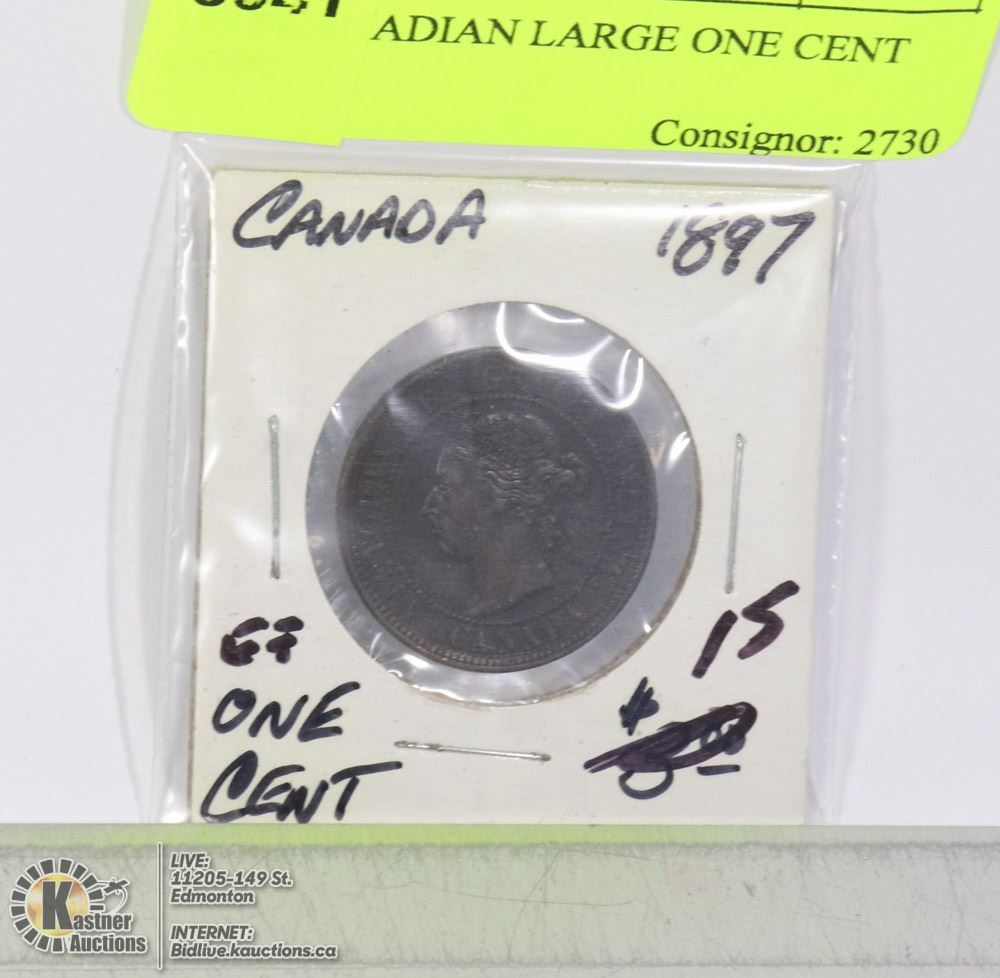 ADIAN LARGE ONE CENT
Consignor: 2730
CANADA 1897
EF
ONE
CENT
15
$
CANADA
Kastner
Auctions
LIVE:
11205-149 St.
Edmonton
INTERNET:
Bidlive.kauctions.ca